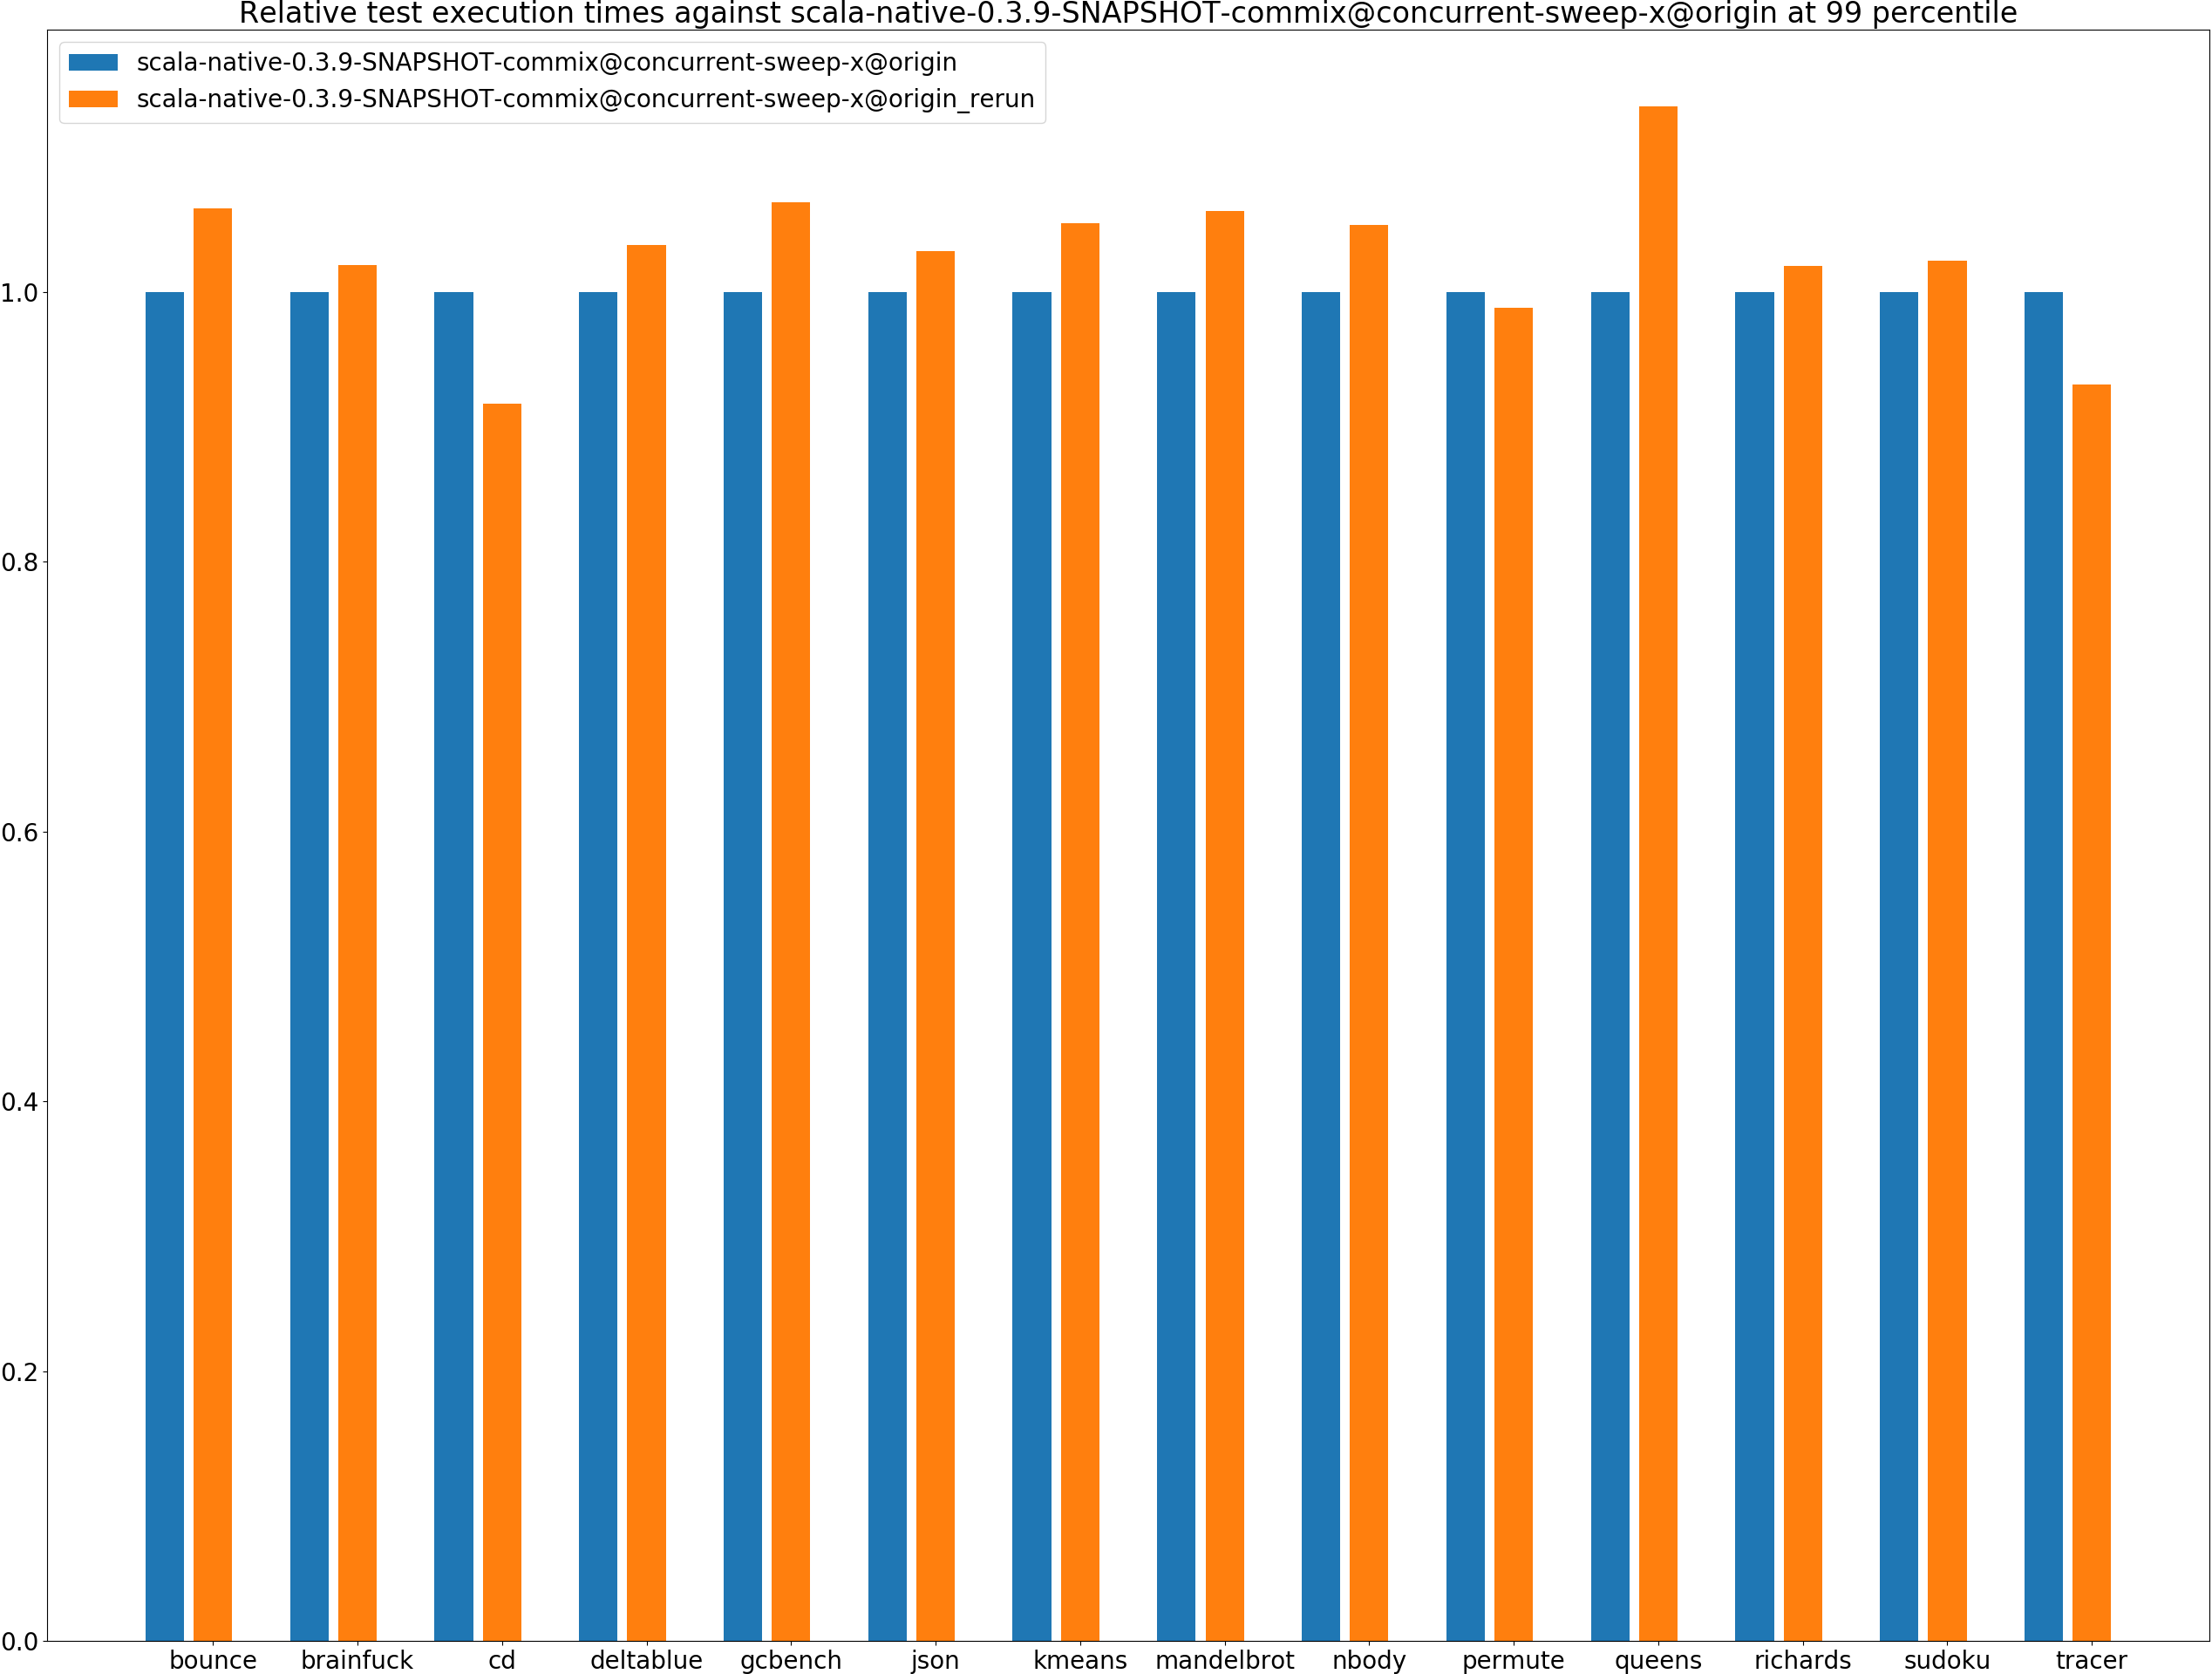 Relative test execution times against scala-native-0.3.9-SNAPSHOT-commix@concurrent-sweep-x@origin at 99 percentile
scala-native-0.3.9-SNAPSHOT-commix@concurrent-sweep-x@origin
scala-native-0.3.9-SNAPSHOT-commix@concurrent-sweep-x@origin_rerun
1.0
0.8
0.6
0.4
0.2
0.0
bounce brainfuck cd deltablue gcbench json kmeans mandelbrot nbody permute queens richards sudoku tracer